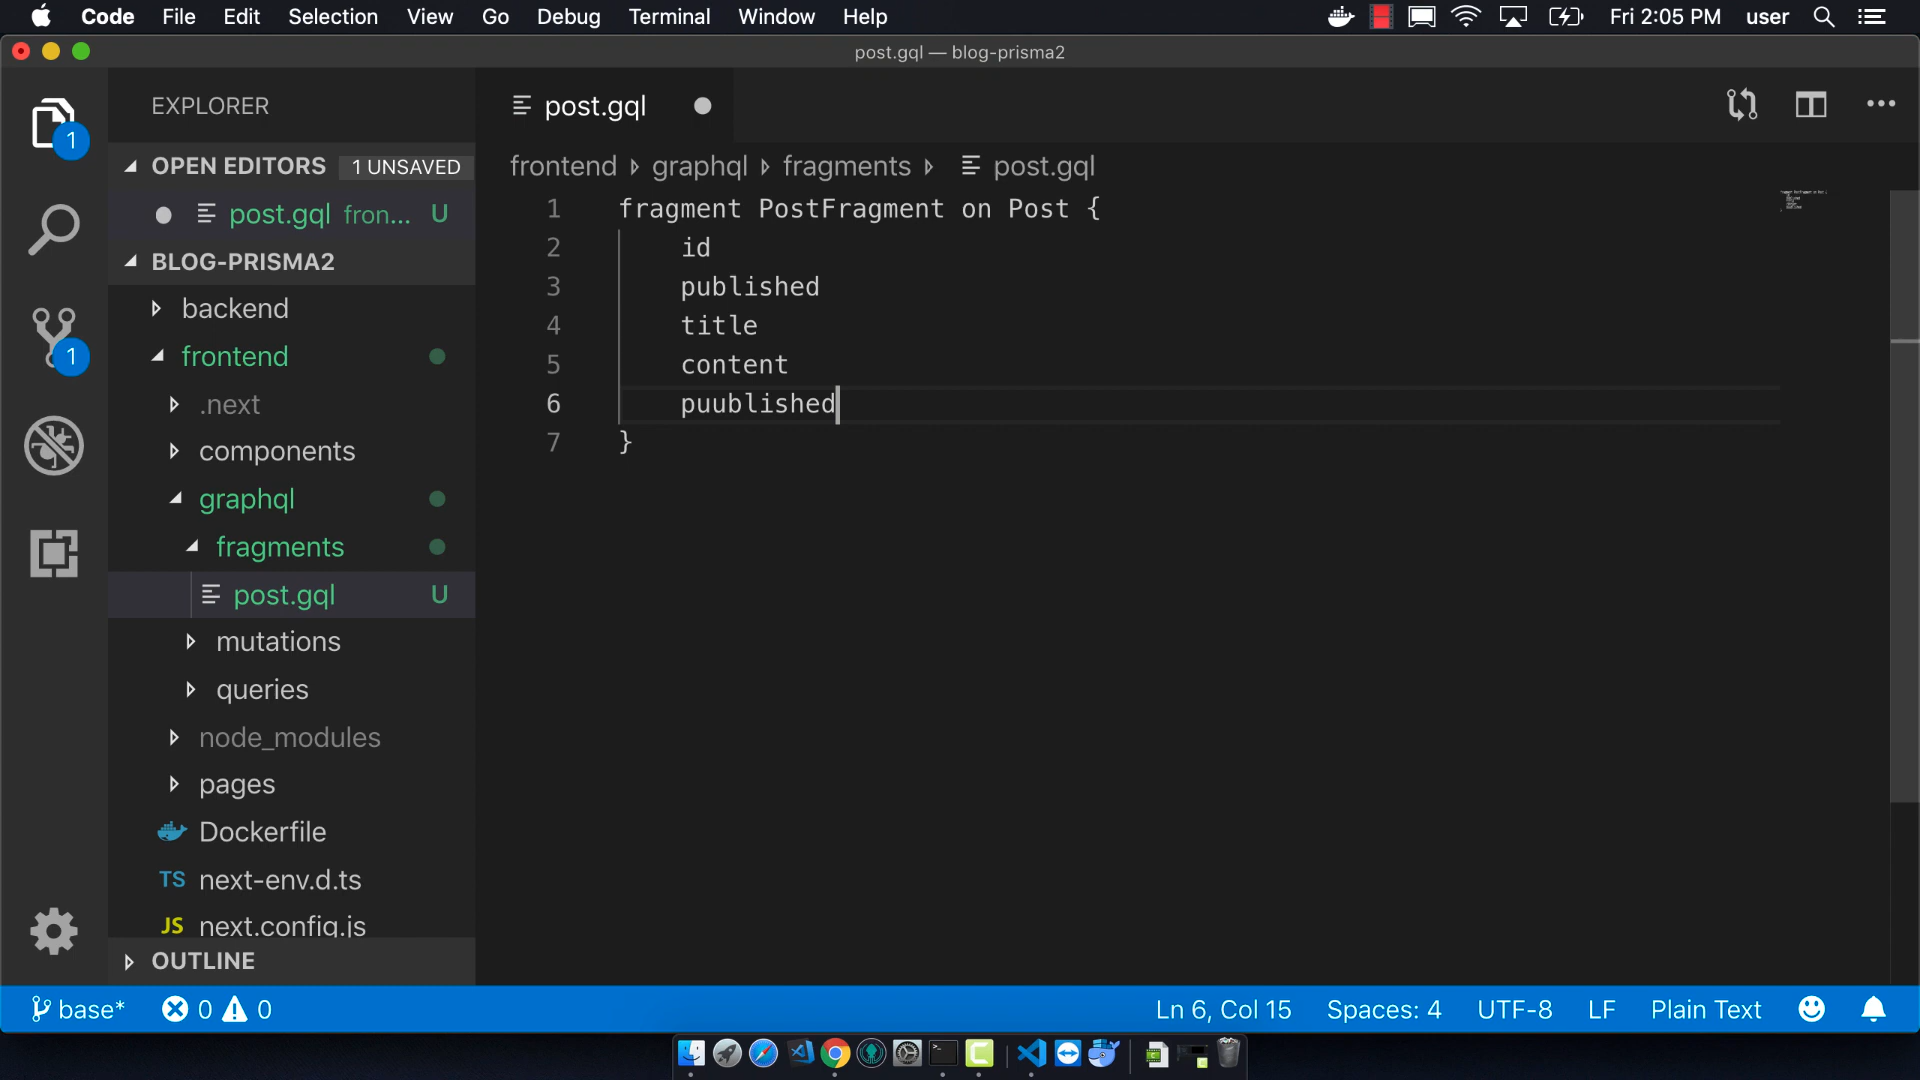 Code File Edit Selection View Go Debug Terminal Window Help Fri 2:05 PM user
post.gql — blog-prisma2
EXPLORER
OPEN EDITORS 1 UNSAVED
post.gql fron... U
BLOG-PRISMA2
backend
frontend
.next
components
graphql
fragments
post.gql U
mutations
queries
node_modules
pages
Dockerfile
TS next-env.d.ts
JS next.config.js
OUTLINE
1
1
post.gql
frontend graphql fragments post.gql
1 fragment PostFragment on Post {
2 id
3 published
4 title
5 content
6 puublished
7 }
base* 0 0 Ln 6, Col 15 Spaces: 4 UTF-8 LF Plain Text